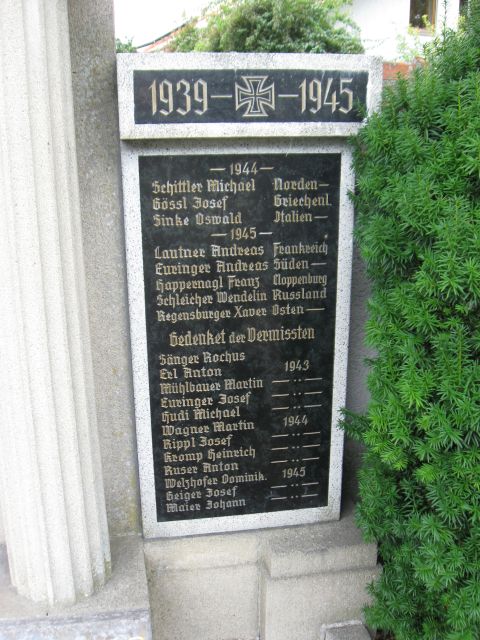 1939 – 1945
– 1944 –
Schittler Michael Norden –
Gössl Josef Griechenl.
Sinke Oswald Italien –
– 1945 –
Lautner Andreas Frankreich
Euringer Andreas Süden –
Happernagl Franz Cloppenburg
Schleicher Wendelin Russland
Regensburger Xaver Osten –
Gedenket der Vermissten
Sänger Rochus
Erl Anton 1943
Mühlbauer Martin – " –
Euringer Josef – " –
Hudi Michael – " –
Wagner Martin 1944
Rippl Josef – " –
Kromp Heinrich – " –
Ruser Anton – " –
Welzhofer Dominik. 1945
Geiger Josef – " –
Maier Johann – " –